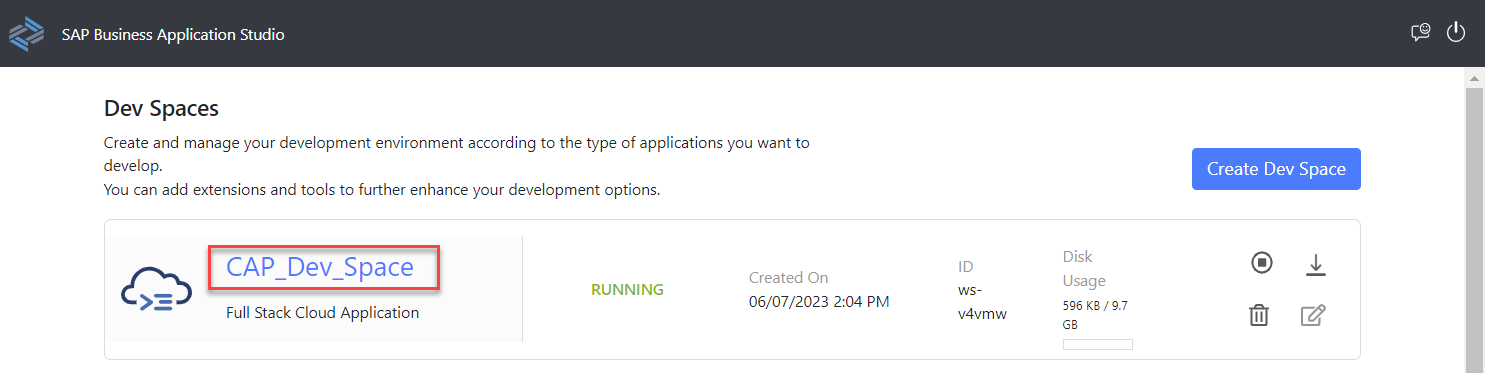 SAP Business Application Studio
Dev Spaces
Create and manage your development environment according to the type of applications you want to
develop.
You can add extensions and tools to further enhance your development options.
Create Dev Space
CAP_Dev_Space
Full Stack Cloud Application
RUNNING
Created On
06/07/2023 2:04 PM
ID
ws-
v4vmw
Disk
Usage
596 KB / 9.7
GB